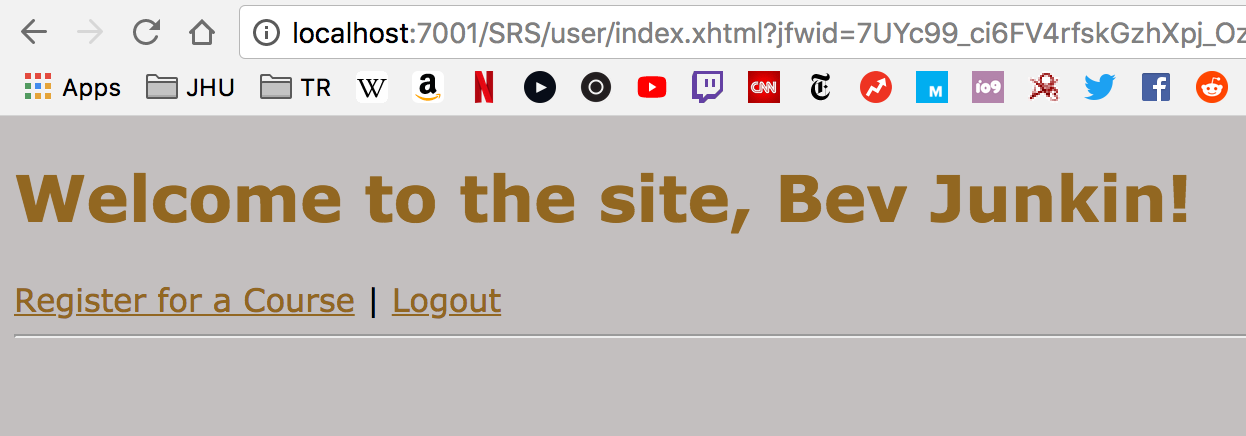 localhost:7001/SRS/user/index.xhtml?jfwid=7UYc99_ci6FV4rfskGzhXpj_Oz
Apps JHU TR W a N CNN T M io9 f
Welcome to the site, Bev Junkin!
Register for a Course | Logout